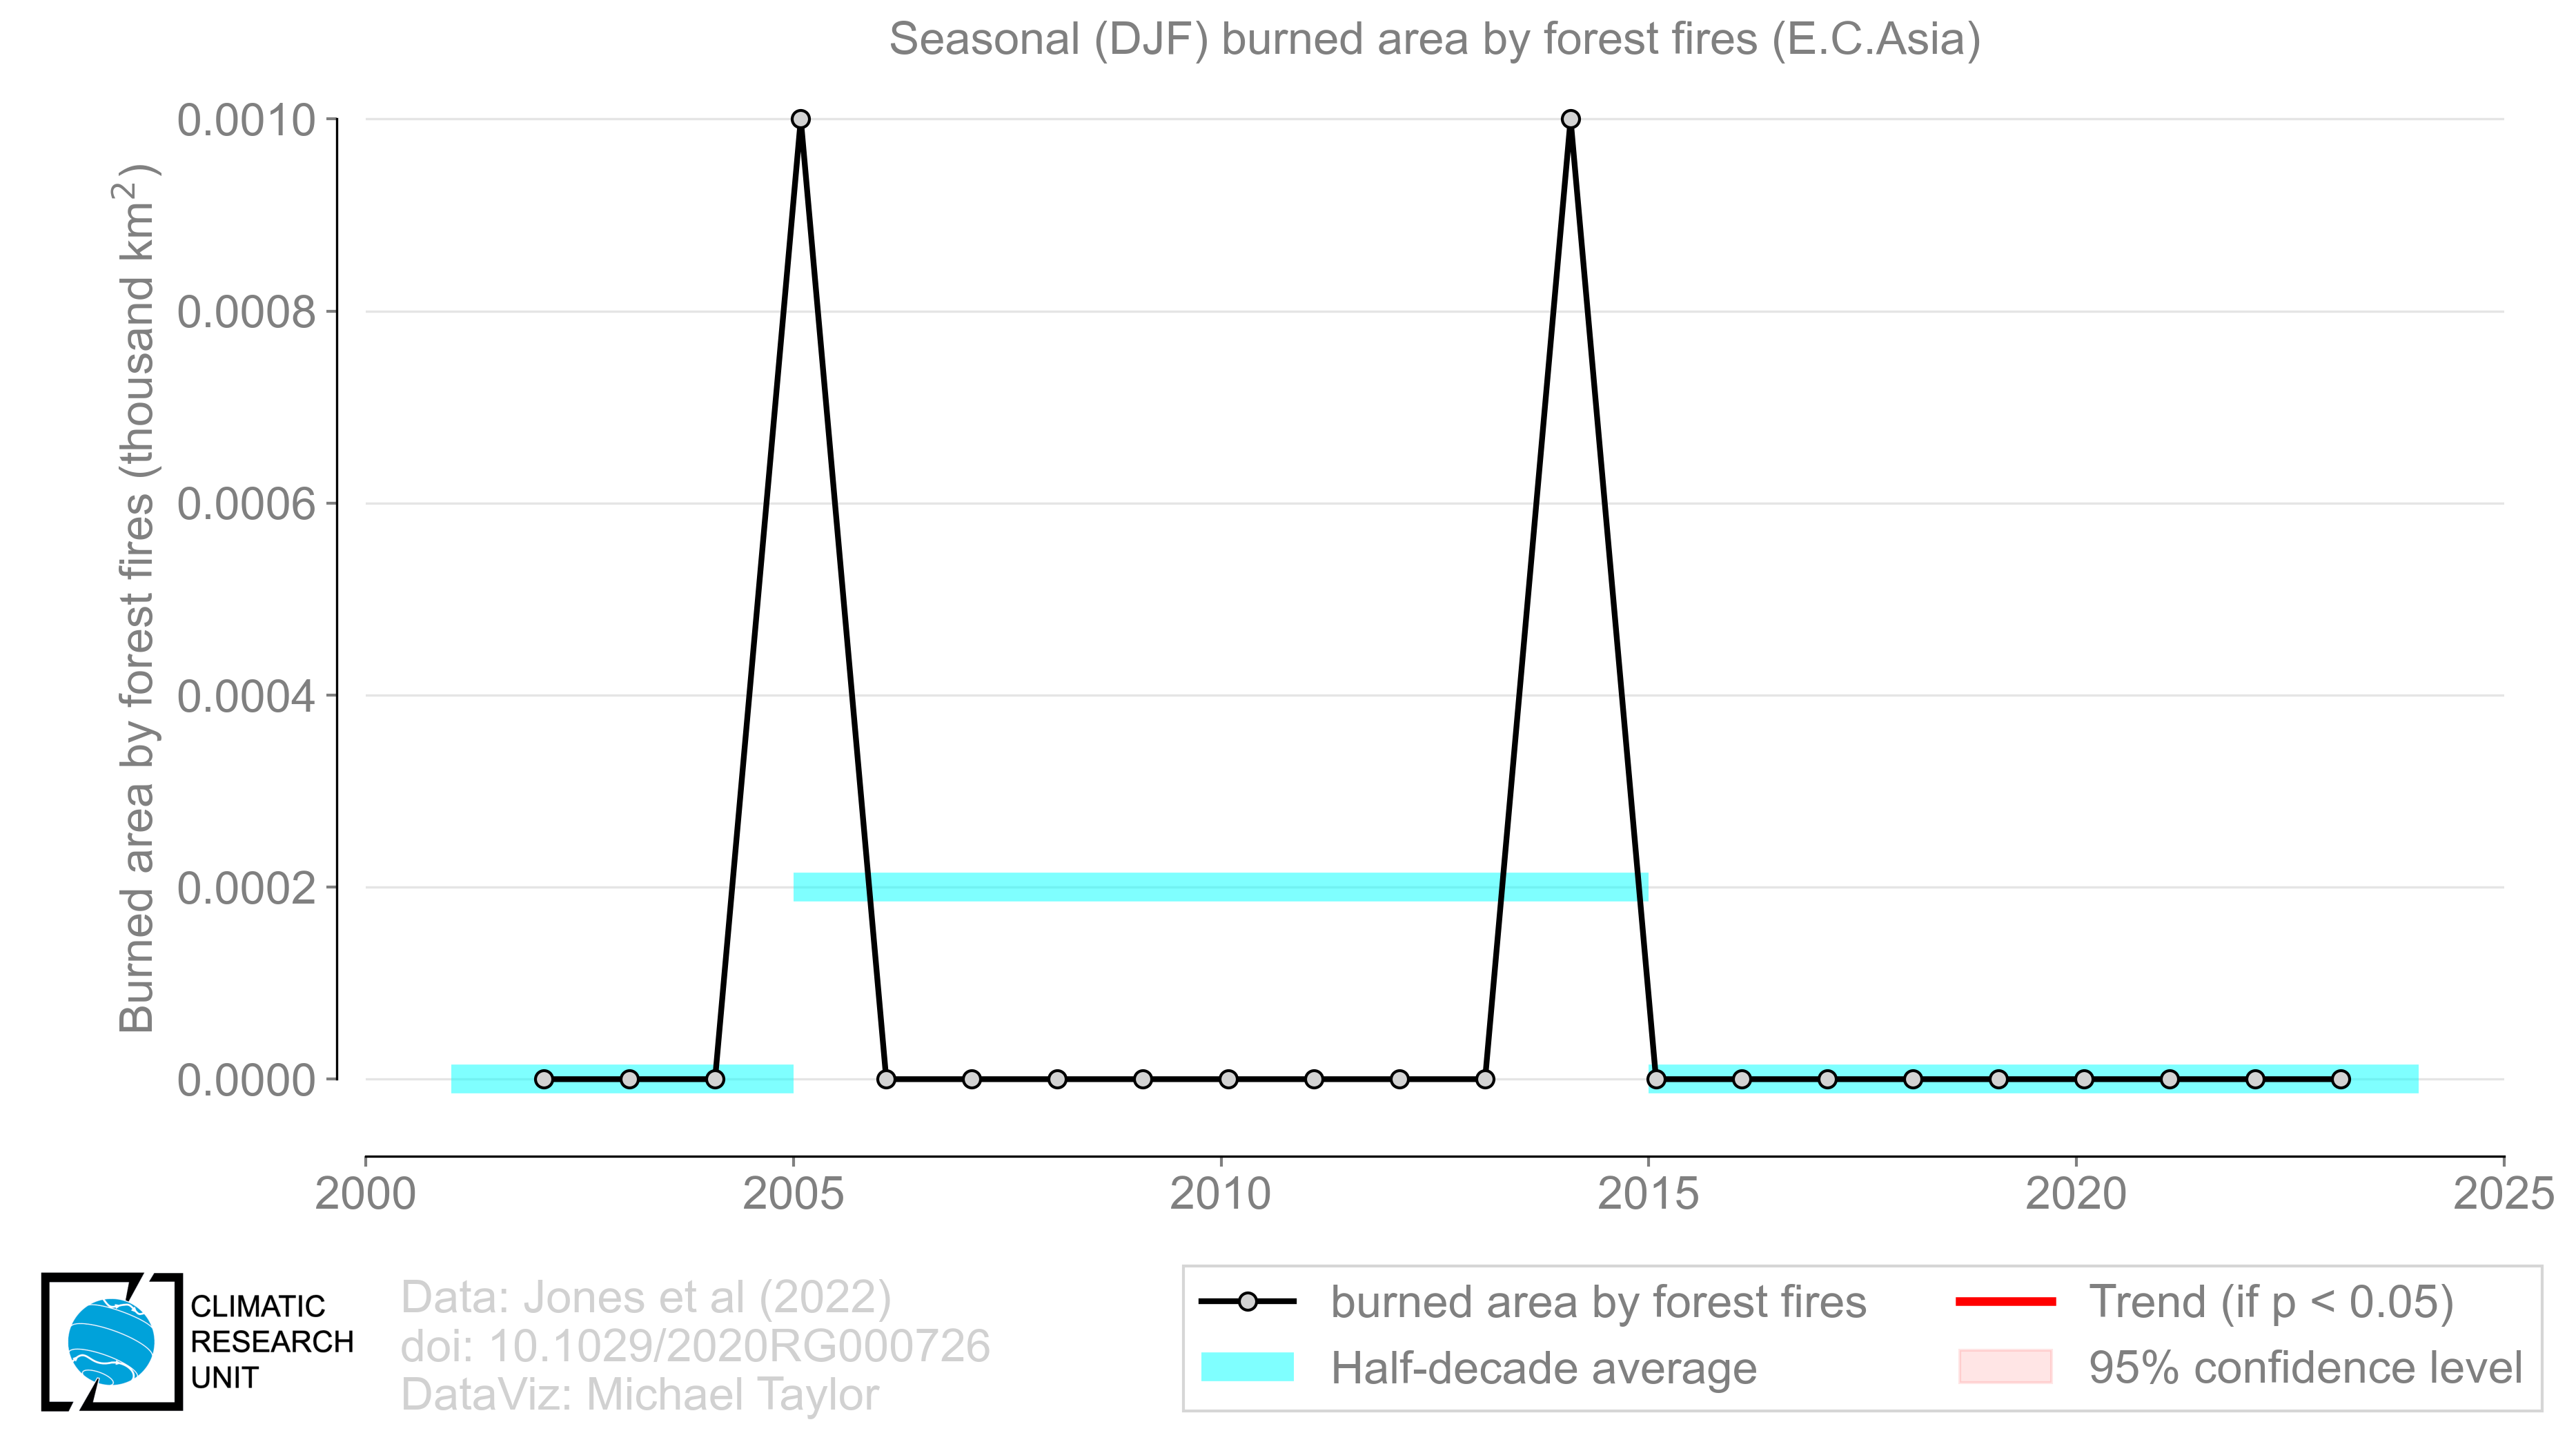 Seasonal (DJF) burned area by forest fires (E.C.Asia)
Burned area by forest fires (thousand km²)
0.0010
0.0008
0.0006
0.0004
0.0002
0.0000
2000 2005 2010 2015 2020 2025
CLIMATIC
RESEARCH
UNIT
Data: Jones et al (2022)
doi: 10.1029/2020RG000726
DataViz: Michael Taylor
burned area by forest fires
Half-decade average
Trend (if p < 0.05)
95% confidence level